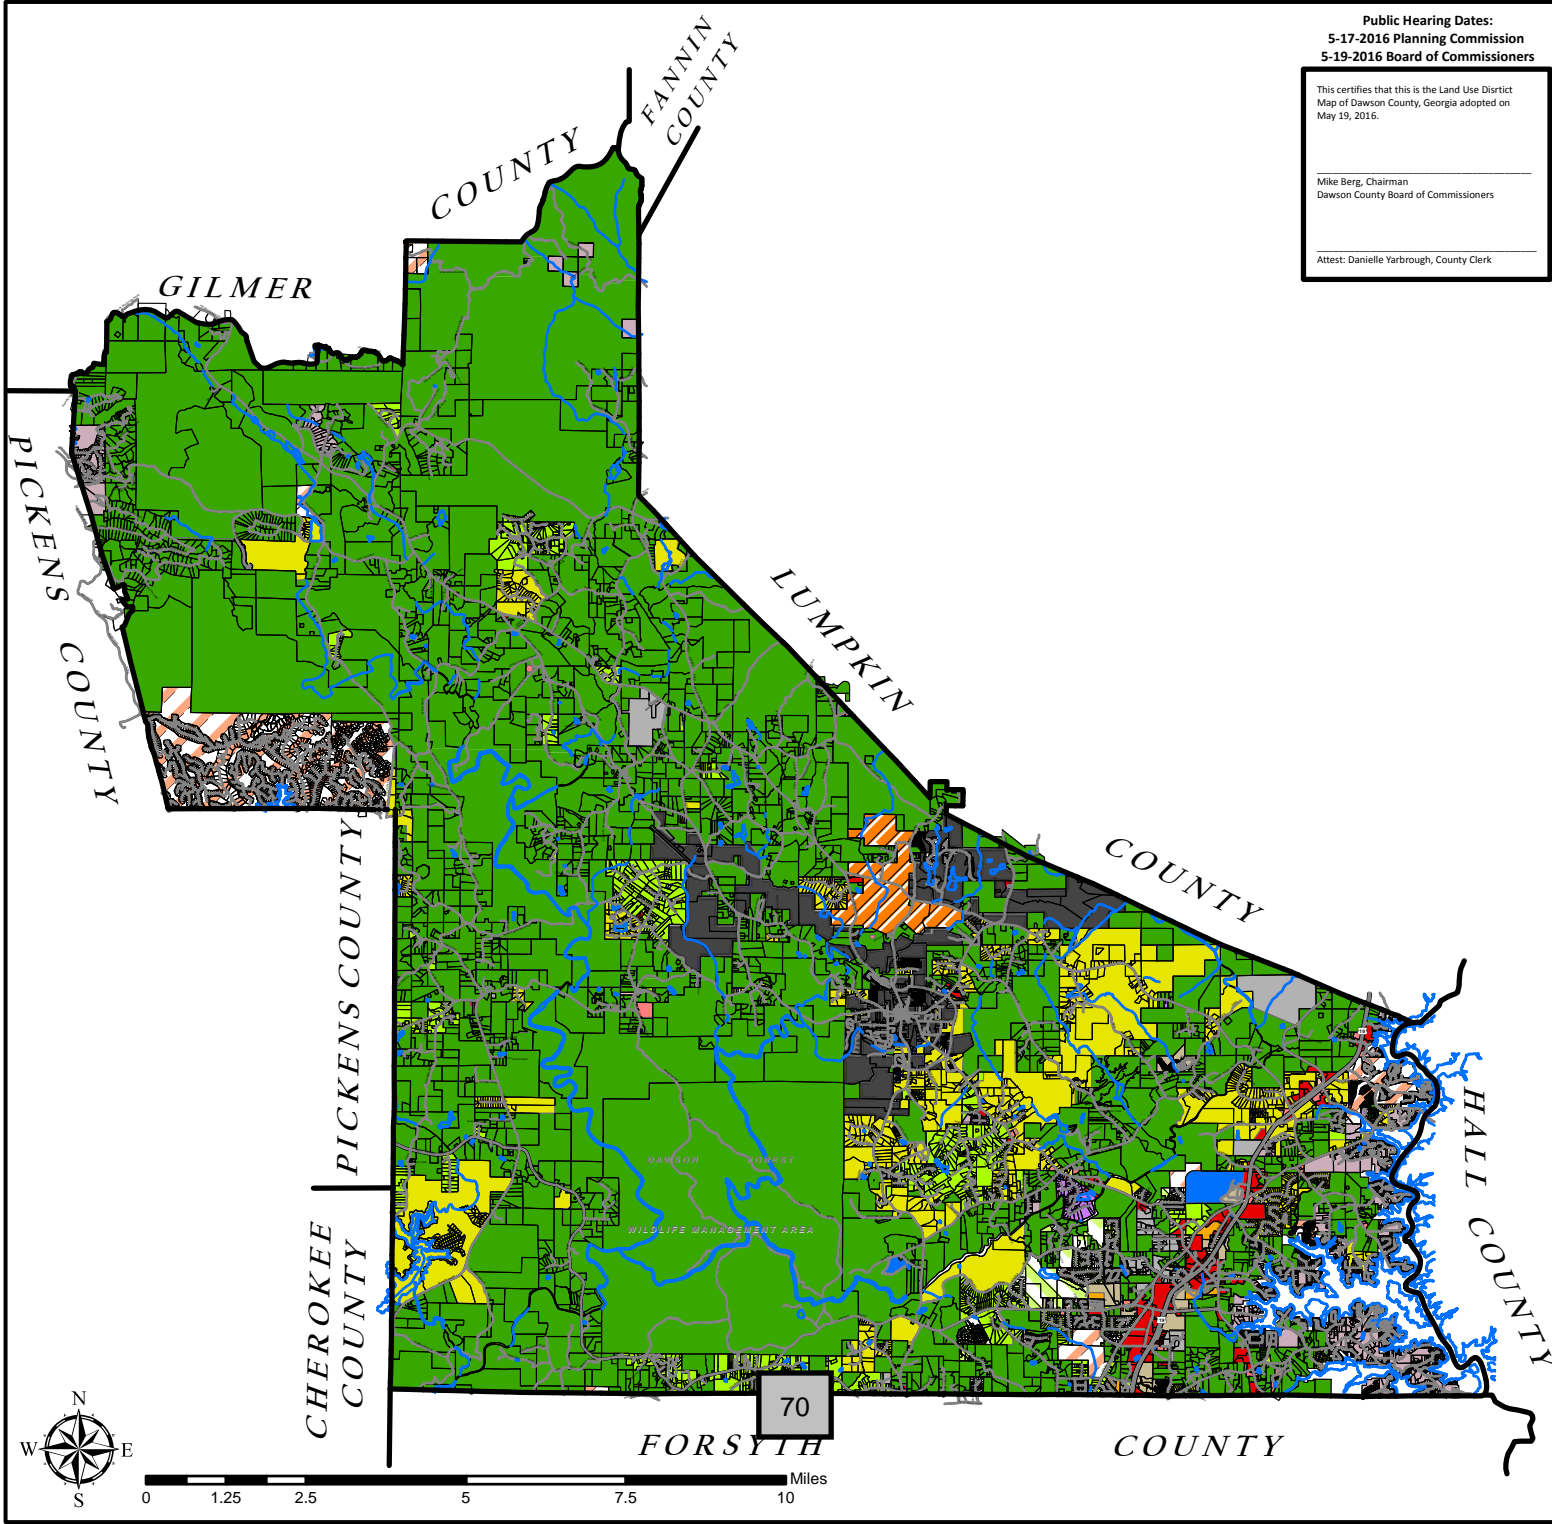 Public Hearing Dates:
5-17-2016 Planning Commission
5-19-2016 Board of Commissioners
This certifies that this is the Land Use Disrtict
Map of Dawson County, Georgia adopted on
May 19, 2016.
Mike Berg, Chairman
Dawson County Board of Commissioners
Attest: Danielle Yarbrough, County Clerk
FANNIN
COUNTY
GILMER
COUNTY
PICKENS
COUNTY
LUMPKIN
COUNTY
PICKENS COUNTY
HALL
COUNTY
DAWSON FOREST
WILDLIFE MANAGEMENT AREA
CHEROKEE
COUNTY
70
FORSYTH
COUNTY
N
W E
S
0 1.25 2.5 5 7.5 10
Miles